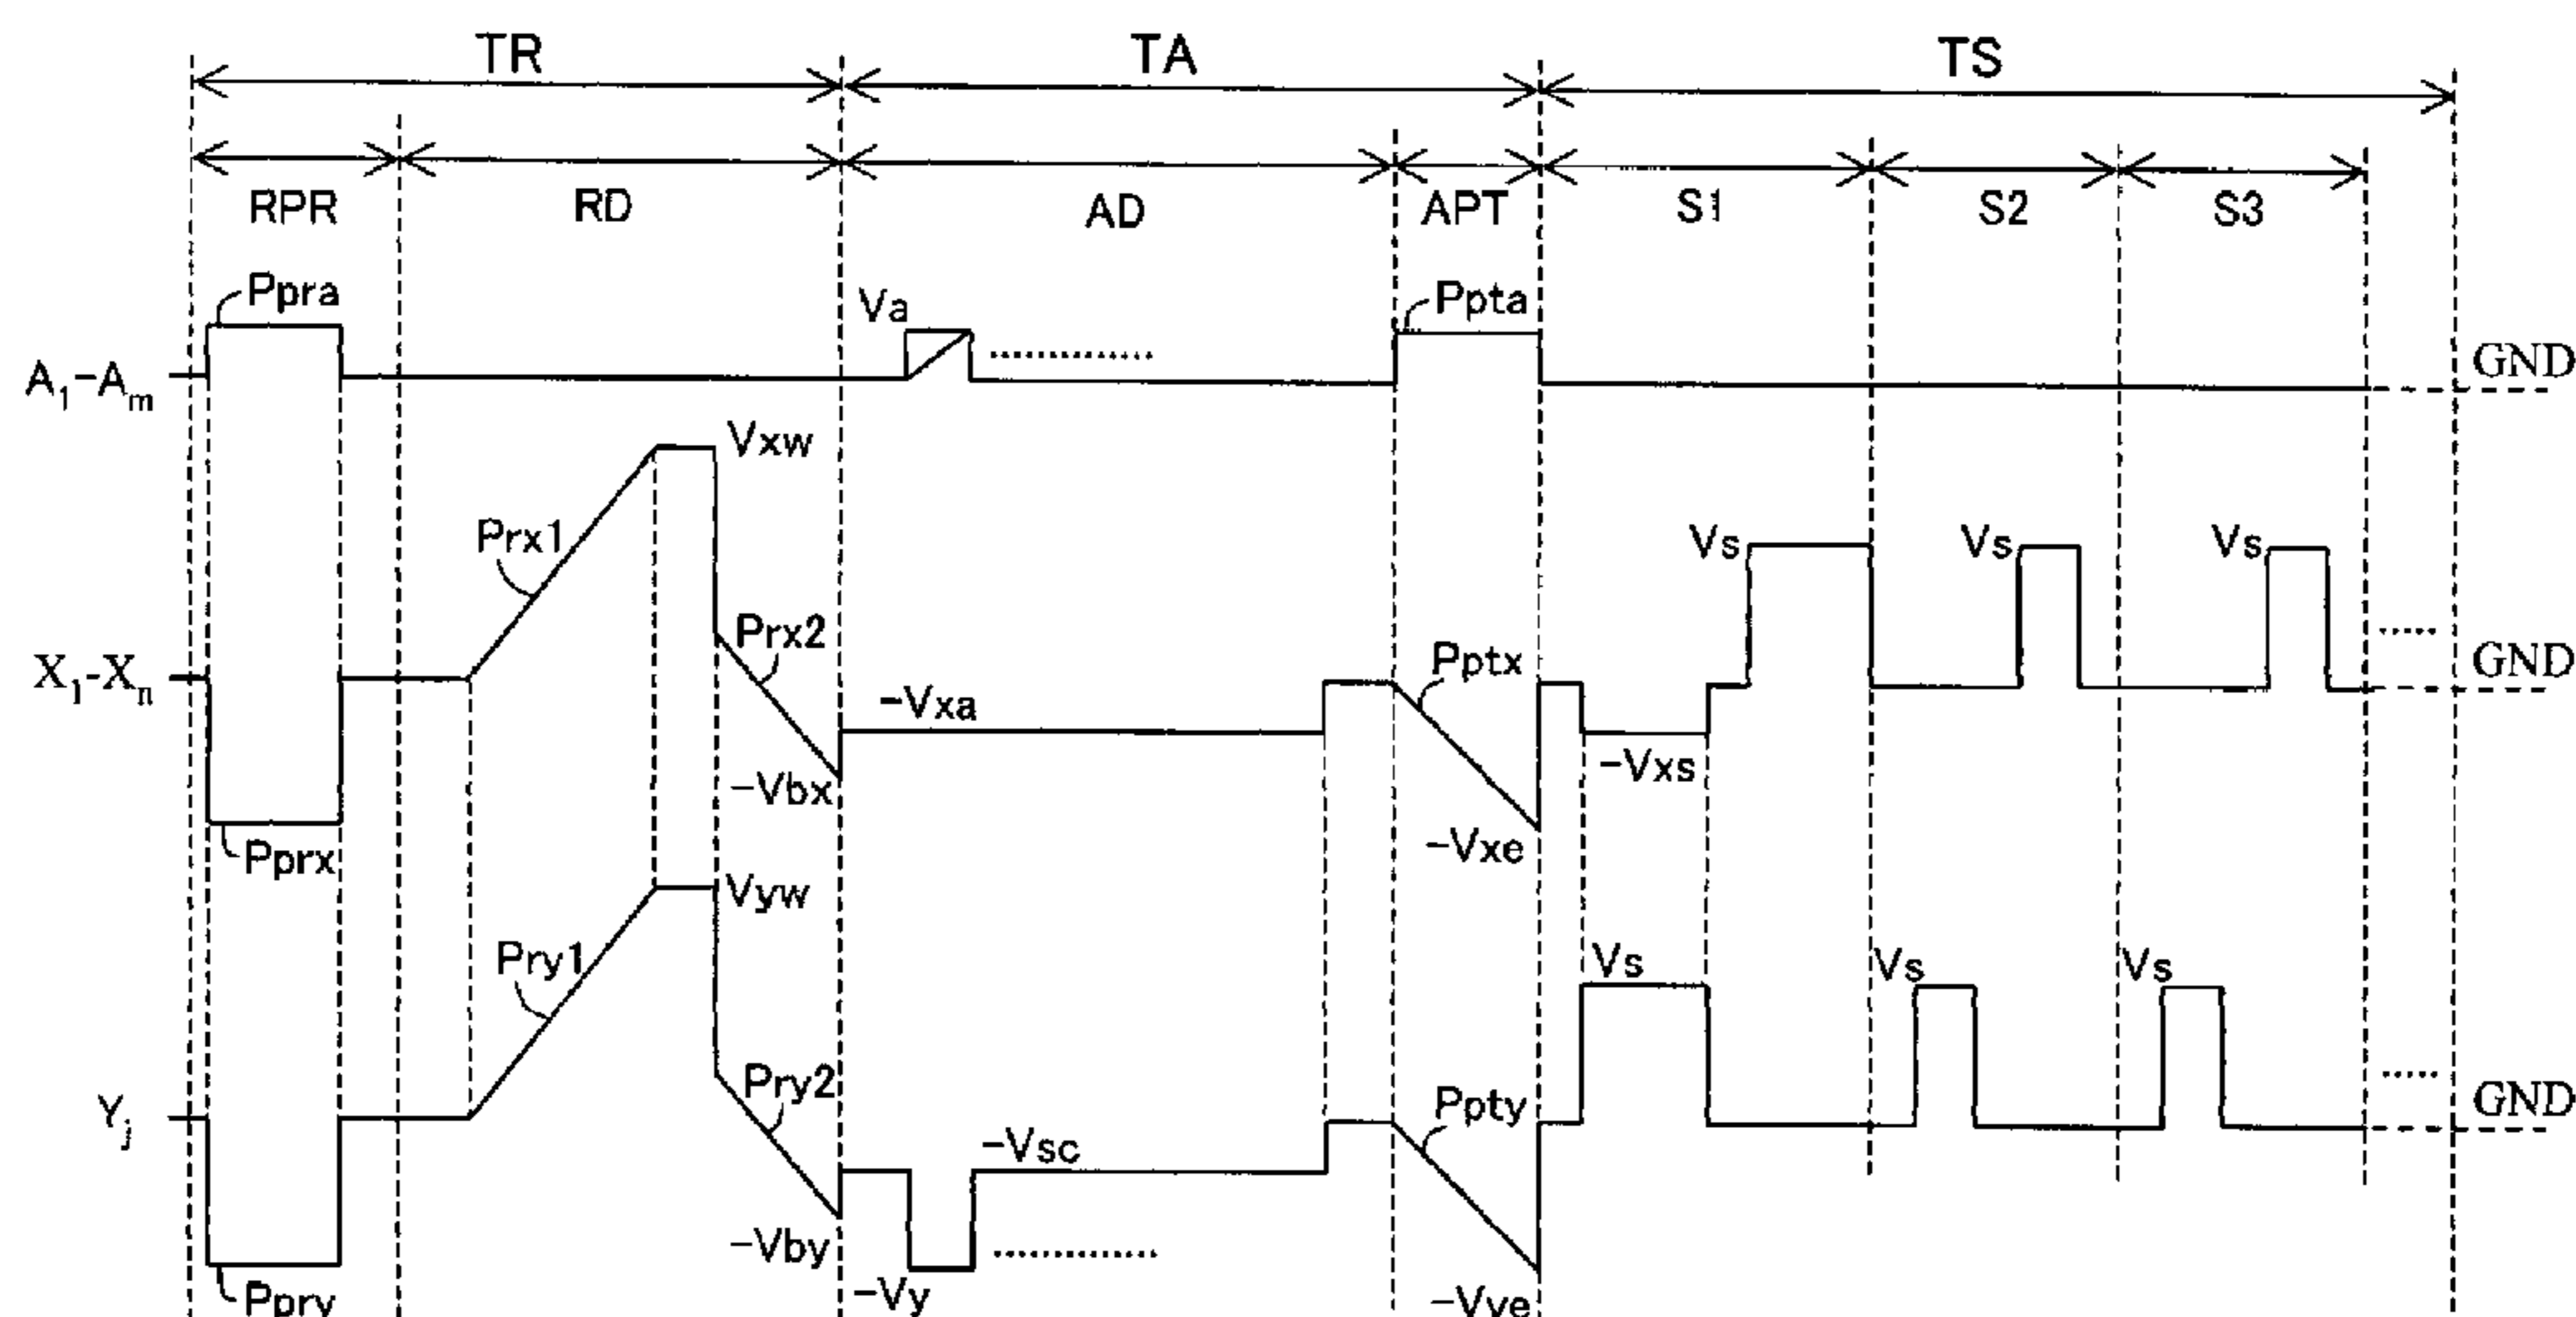 TR TA TS
RPR RD AD APT S1 S2 S3
Ppra Va Ppta
A1-Am GND
Vxw
Prx1 Vs Vs Vs
Prx2 Pptx
X1-Xn ..... GND
-Vxa
-Vbx -Vxs
Pprx -Vxe
Vyw
Pry1 Vs Vs Vs
Pry2 Ppty .....
Yj GND
-Vsc
-Vby
Ppry -Vy -Vye